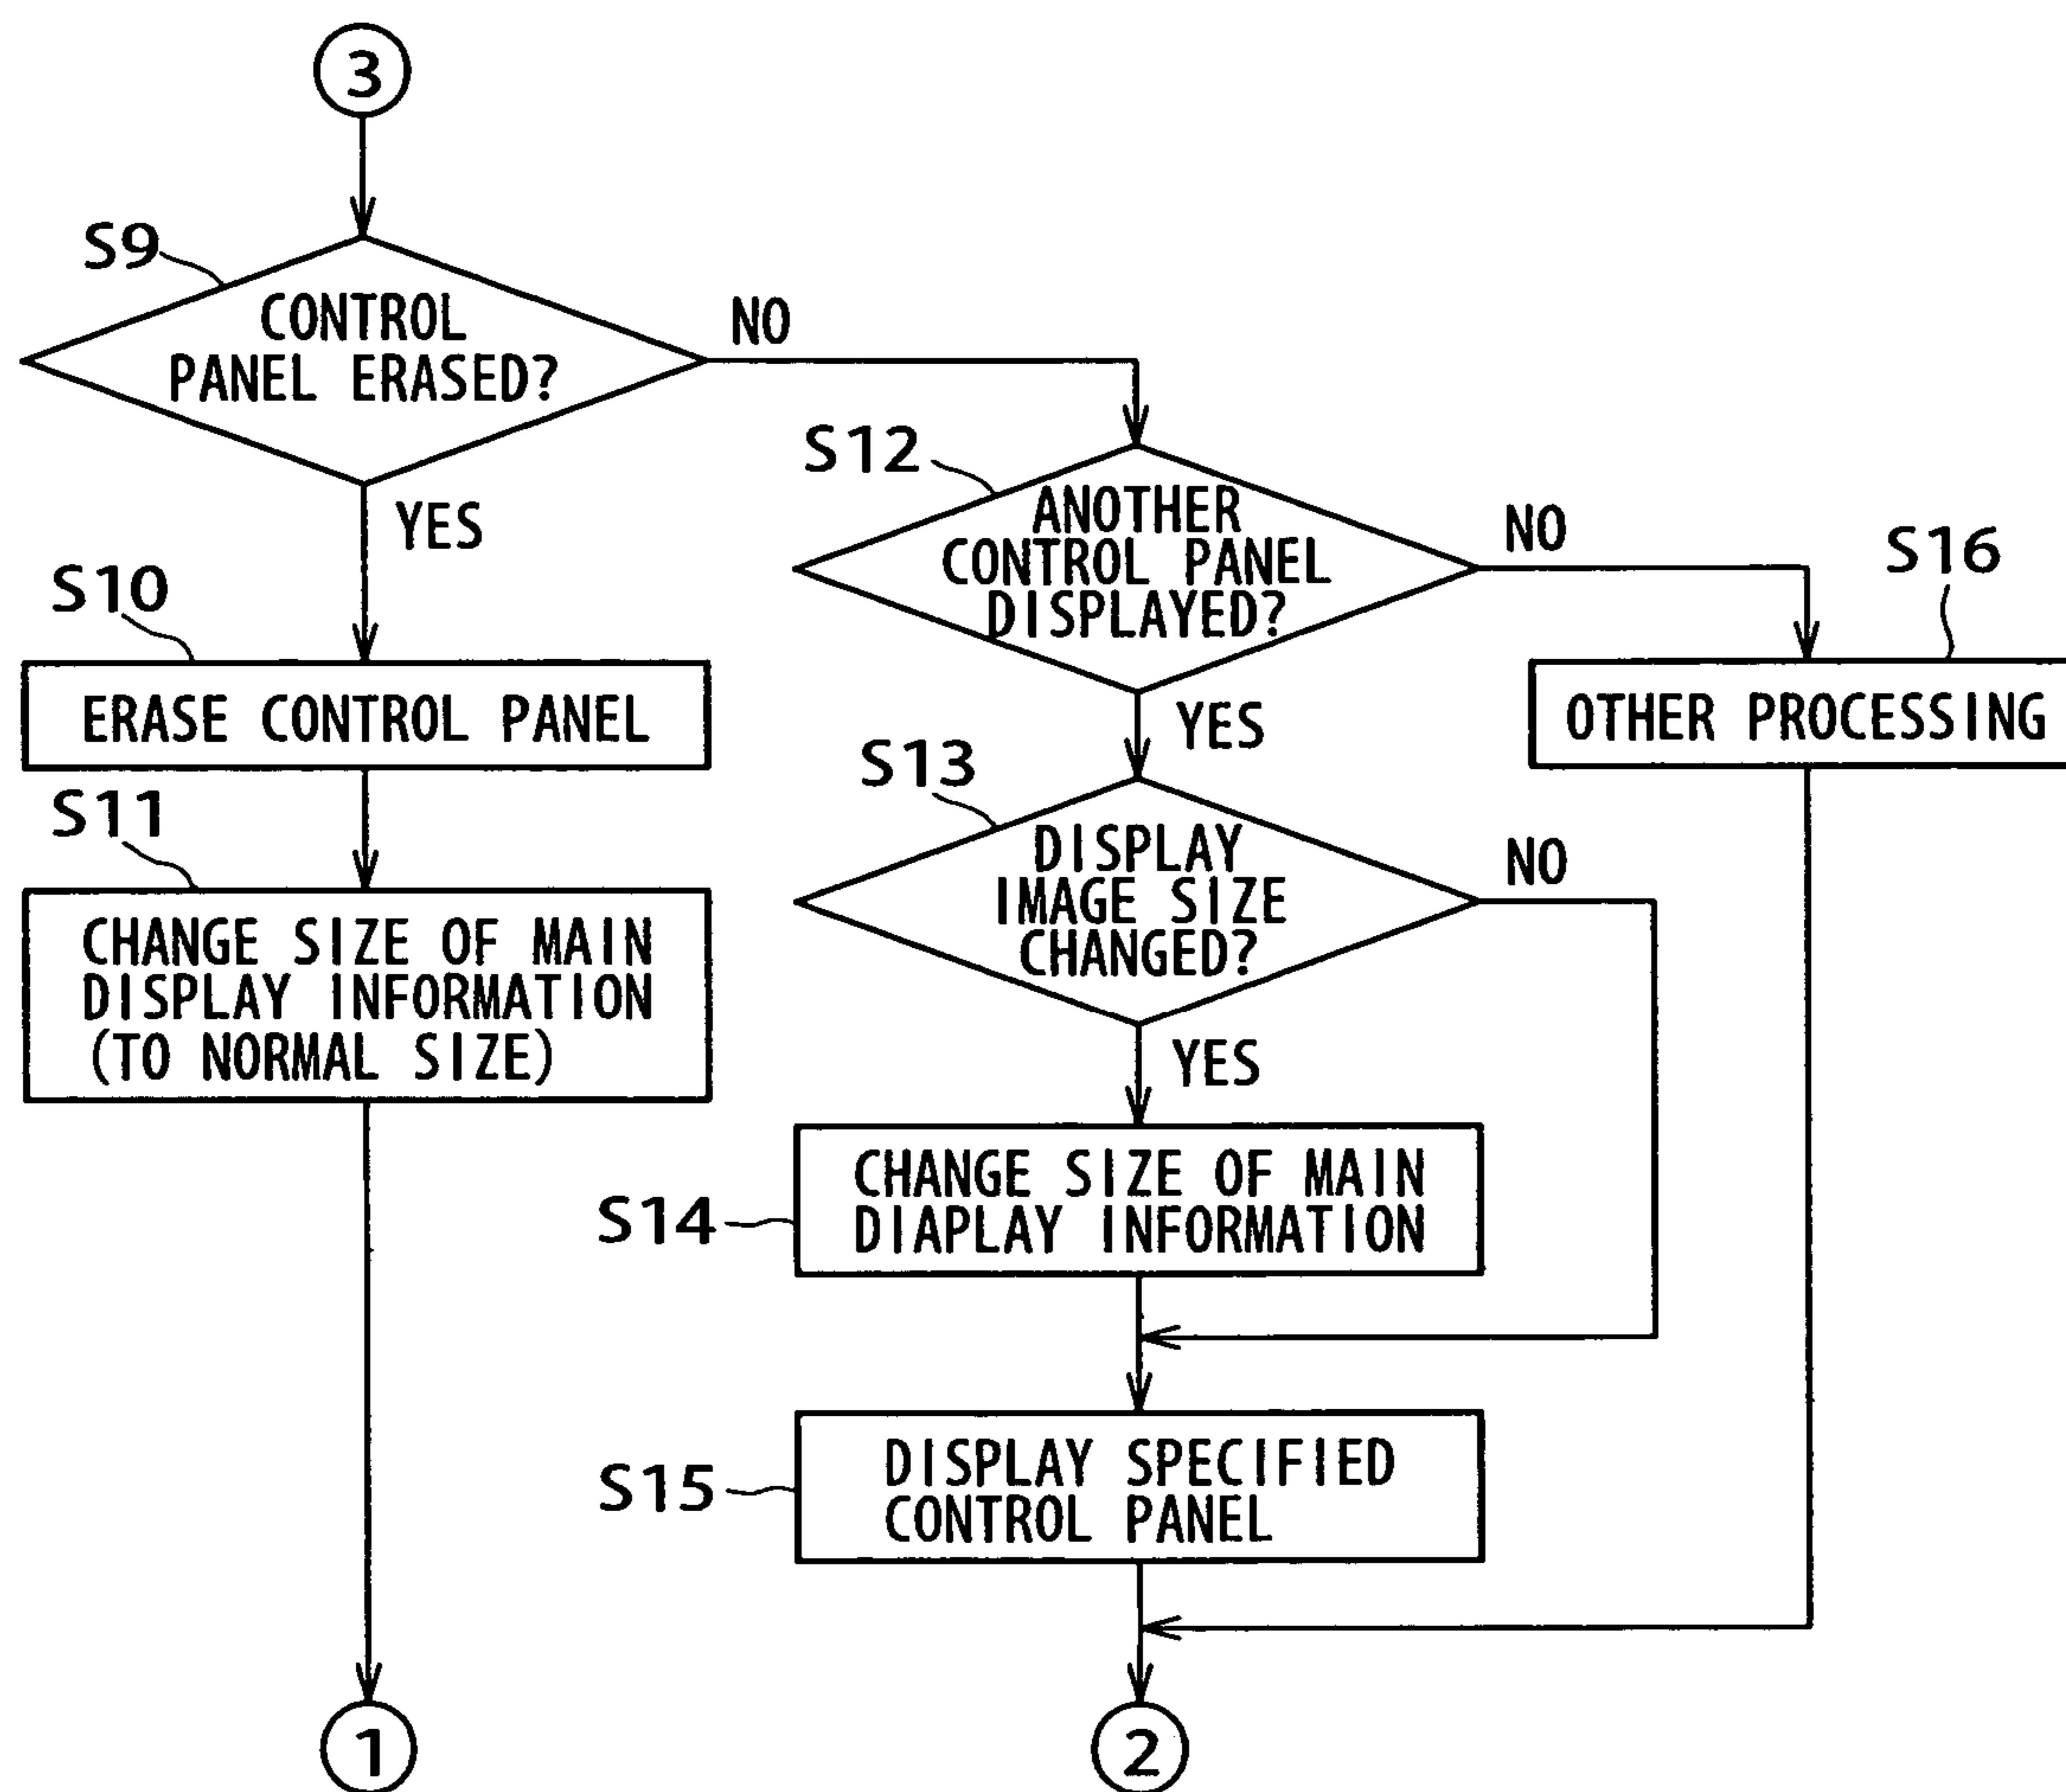 3
S9
CONTROL
PANEL ERASED?
NO
YES
S10
ERASE CONTROL PANEL
S11
CHANGE SIZE OF MAIN
DISPLAY INFORMATION
(TO NORMAL SIZE)
1
S12
ANOTHER
CONTROL PANEL
DISPLAYED?
NO
YES
S13
DISPLAY
IMAGE SIZE
CHANGED?
NO
YES
S14
CHANGE SIZE OF MAIN
DIAPLAY INFORMATION
S15
DISPLAY SPECIFIED
CONTROL PANEL
S16
OTHER PROCESSING
2